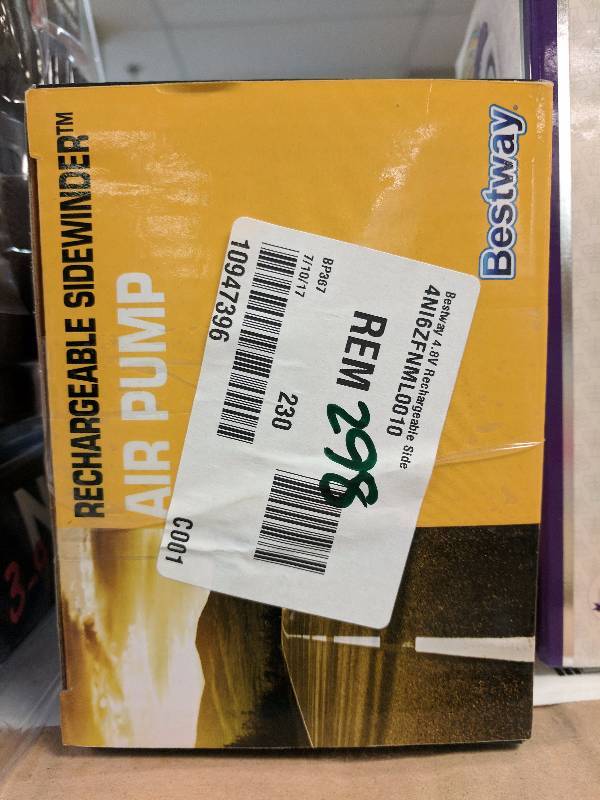 Bestway
RECHARGEABLE SIDEWINDER™
AIR PUMP
Bestway 4.8V Rechargeable Side
4NI6ZFNML0010
BP367
7/10/17
REM 298
230
10947396
C001